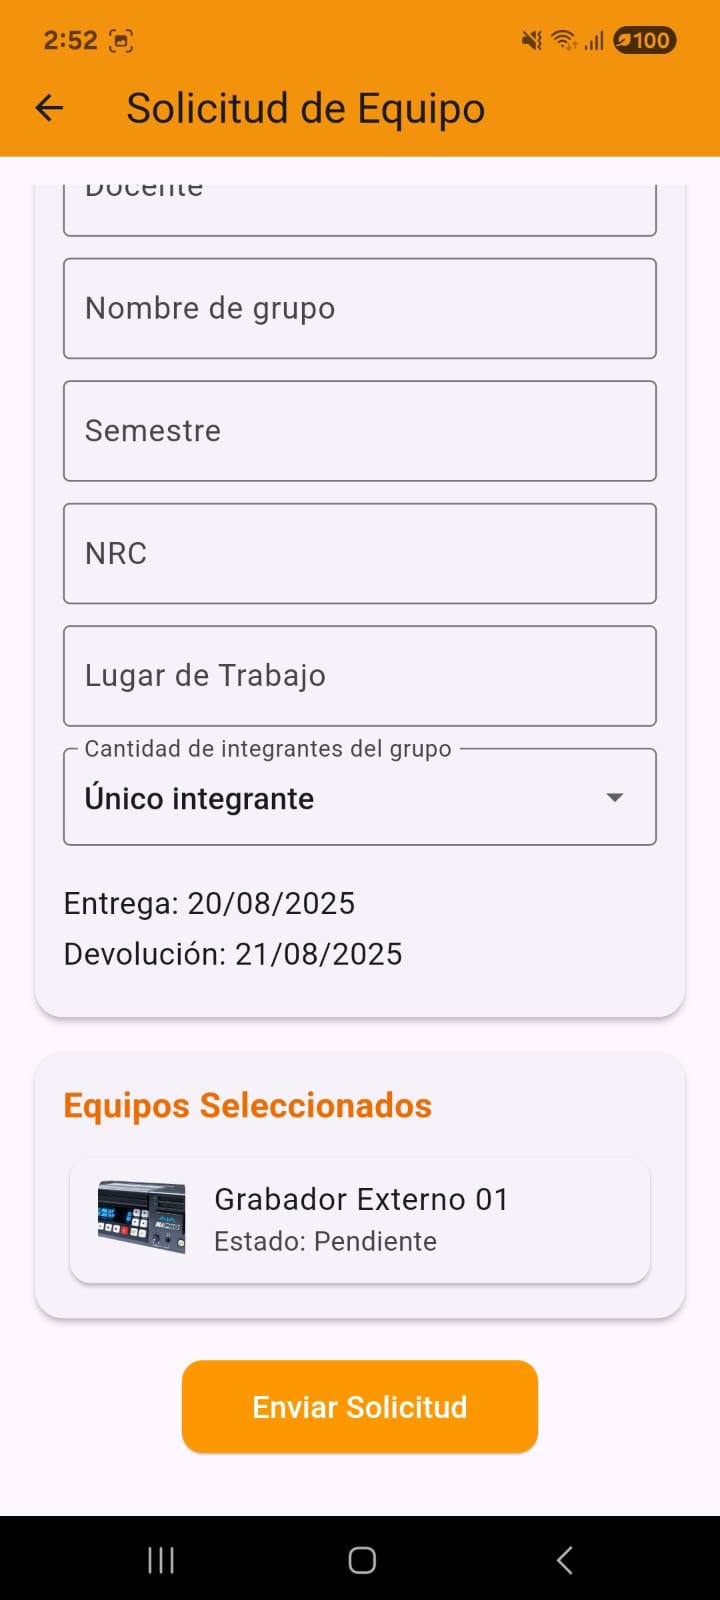 2:52
100
Solicitud de Equipo
Docente
Nombre de grupo
Semestre
NRC
Lugar de Trabajo
Cantidad de integrantes del grupo
Único integrante
Entrega: 20/08/2025
Devolución: 21/08/2025
Equipos Seleccionados
Grabador Externo 01
Estado: Pendiente
Enviar Solicitud